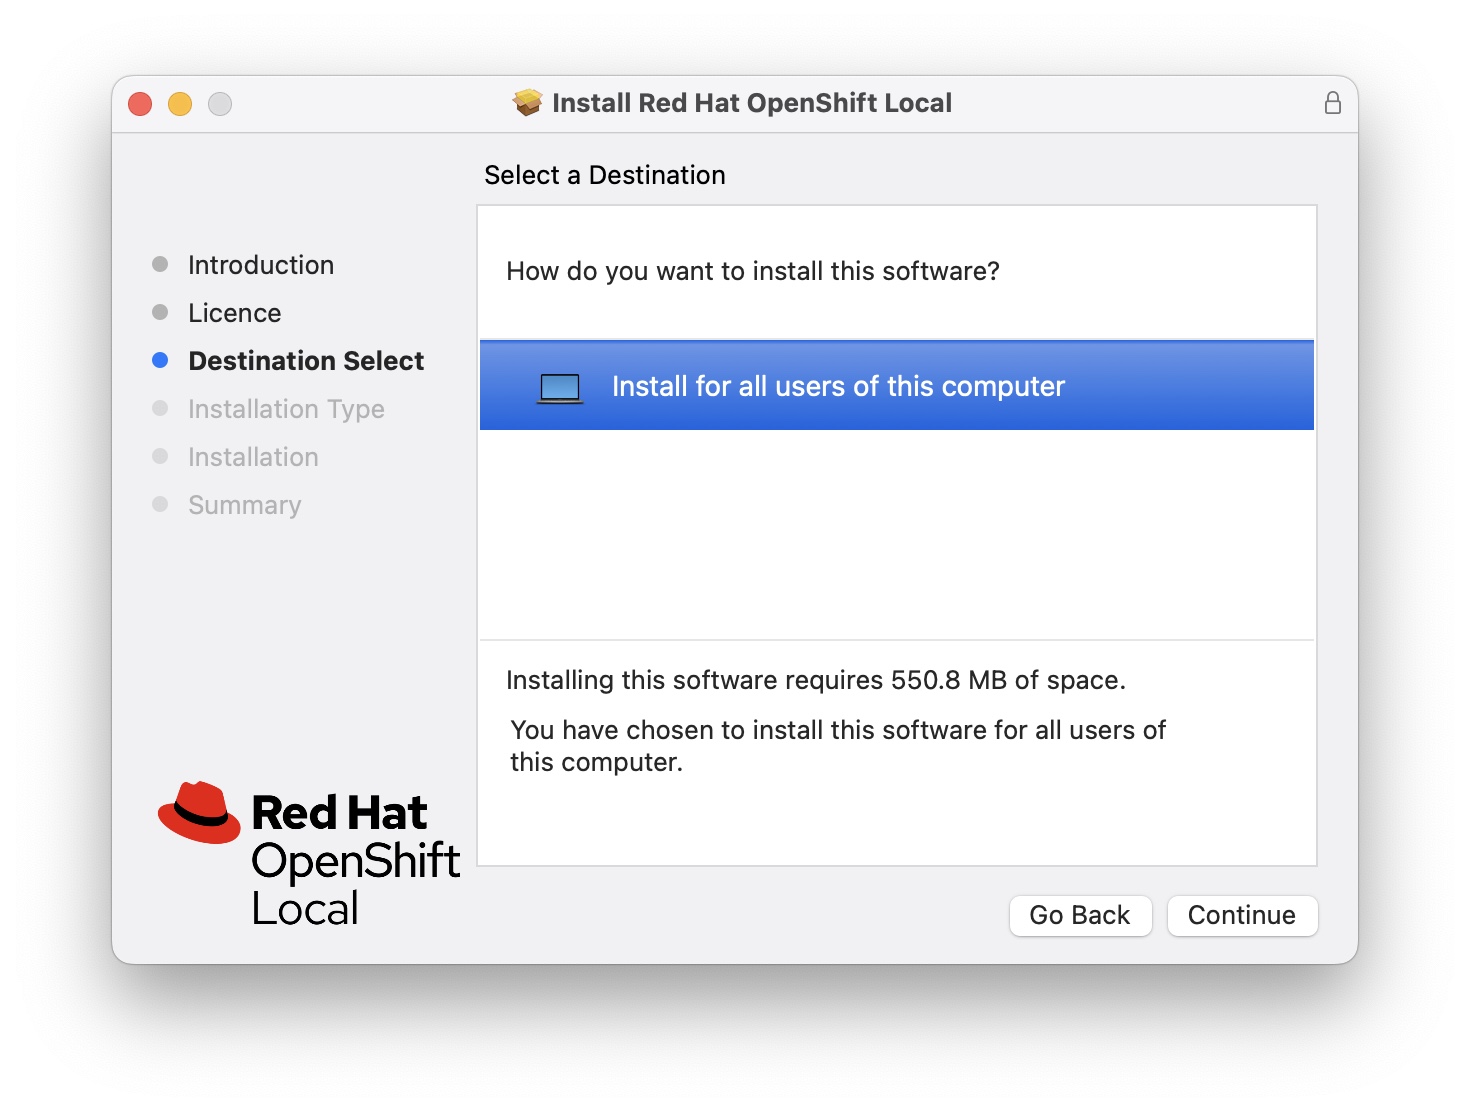 Install Red Hat OpenShift Local
Select a Destination
Introduction
Licence
Destination Select
Installation Type
Installation
Summary
How do you want to install this software?
Install for all users of this computer
Installing this software requires 550.8 MB of space.
You have chosen to install this software for all users of
this computer.
Red Hat
OpenShift
Local
Go Back
Continue